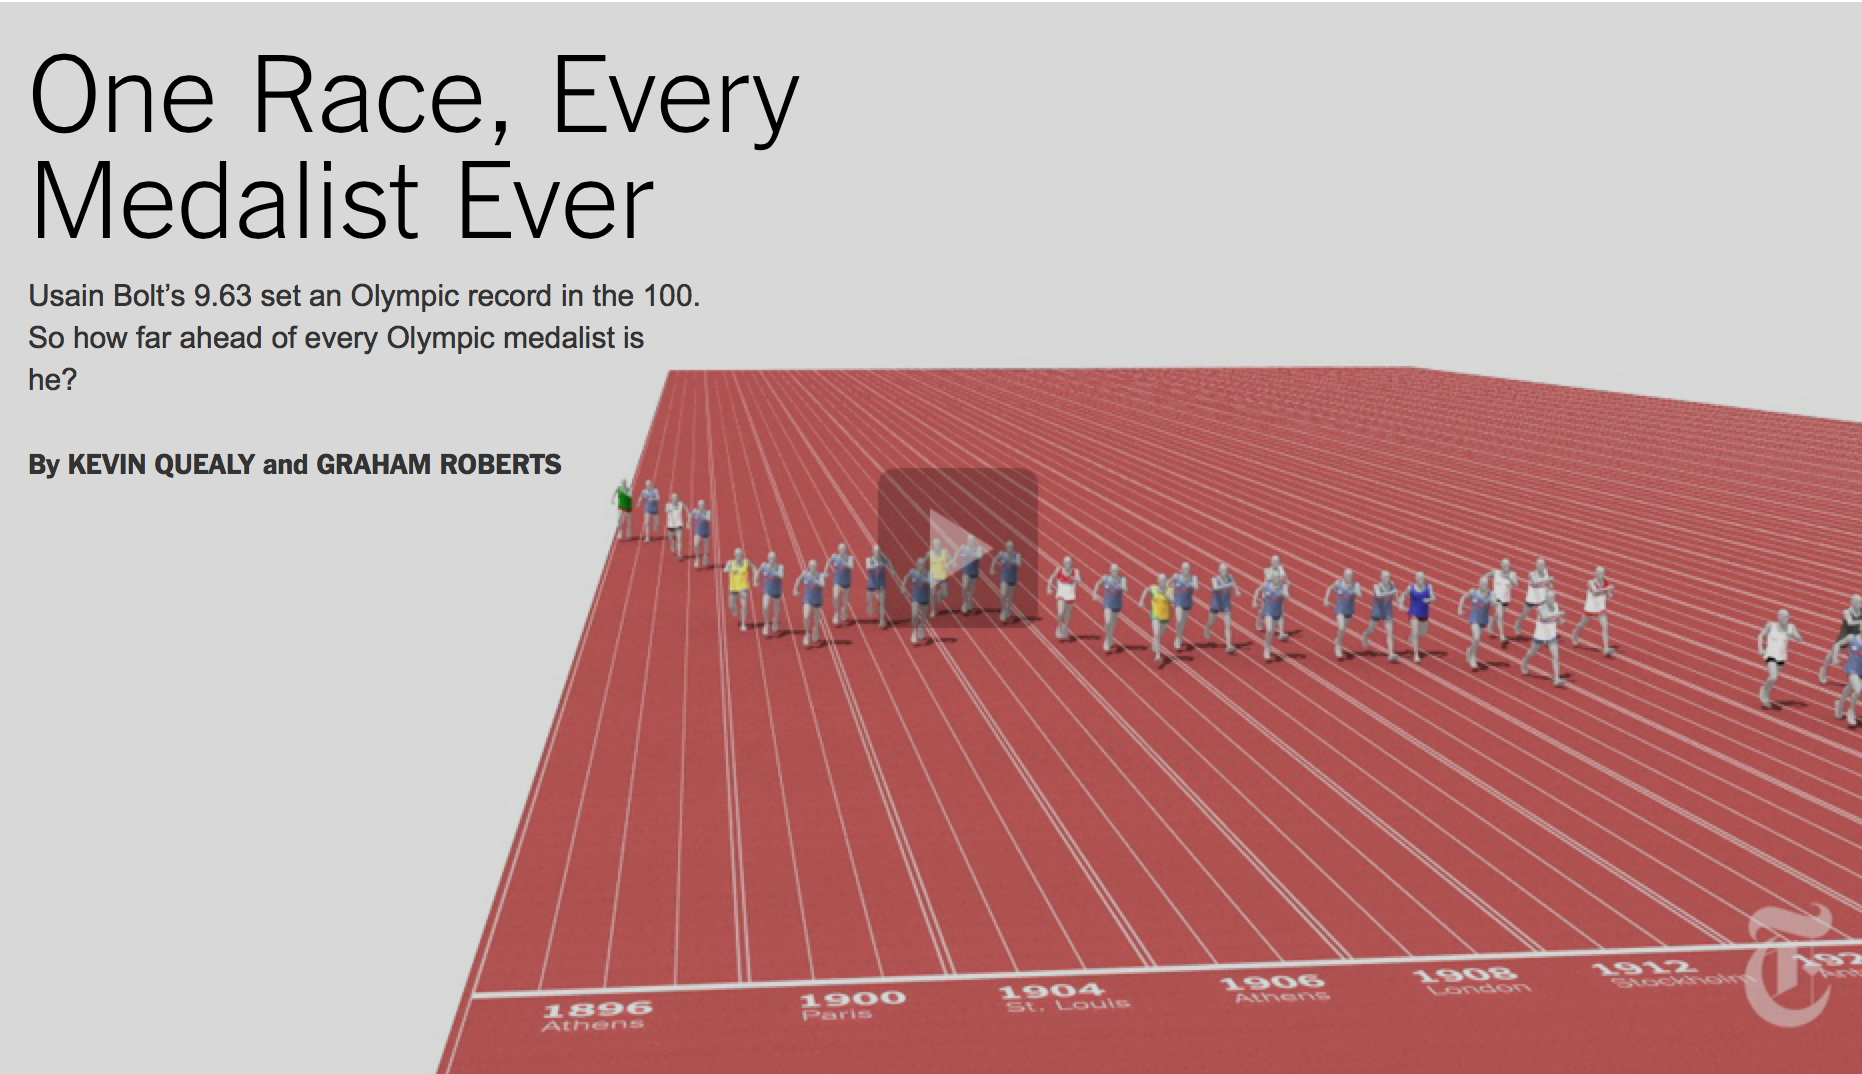 One Race, Every
Medalist Ever
Usain Bolt’s 9.63 set an Olympic record in the 100.
So how far ahead of every Olympic medalist is
he?
By KEVIN QUEALY and GRAHAM ROBERTS
1896
Athens
1900
Paris
1904
St. Louis
1906
Athens
1908
London
1912
Stockholm
192
Ant